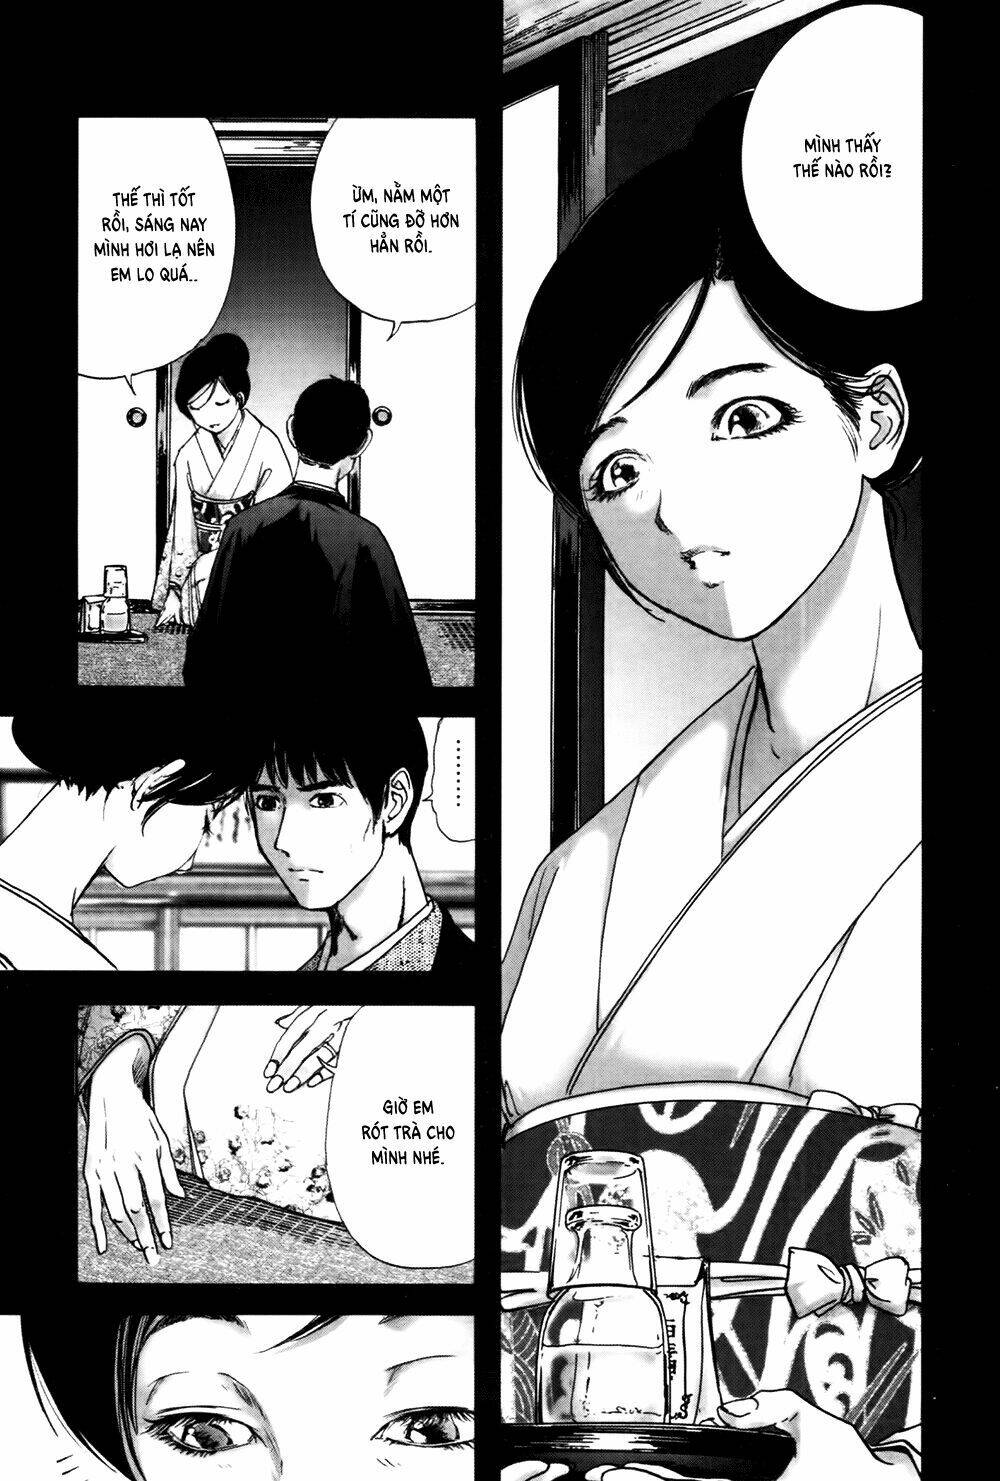 MÌNH THẤY
THẾ NÀO RỒI?
ỪM, NẰM MỘT
TÍ CŨNG ĐỠ HƠN
HẲN RỒI.
THẾ THÌ TỐT
RỒI, SÁNG NAY
MÌNH HƠI LẠ NÊN
EM LO QUÁ..
........
GIỜ EM
RÓT TRÀ CHO
MÌNH NHÉ.